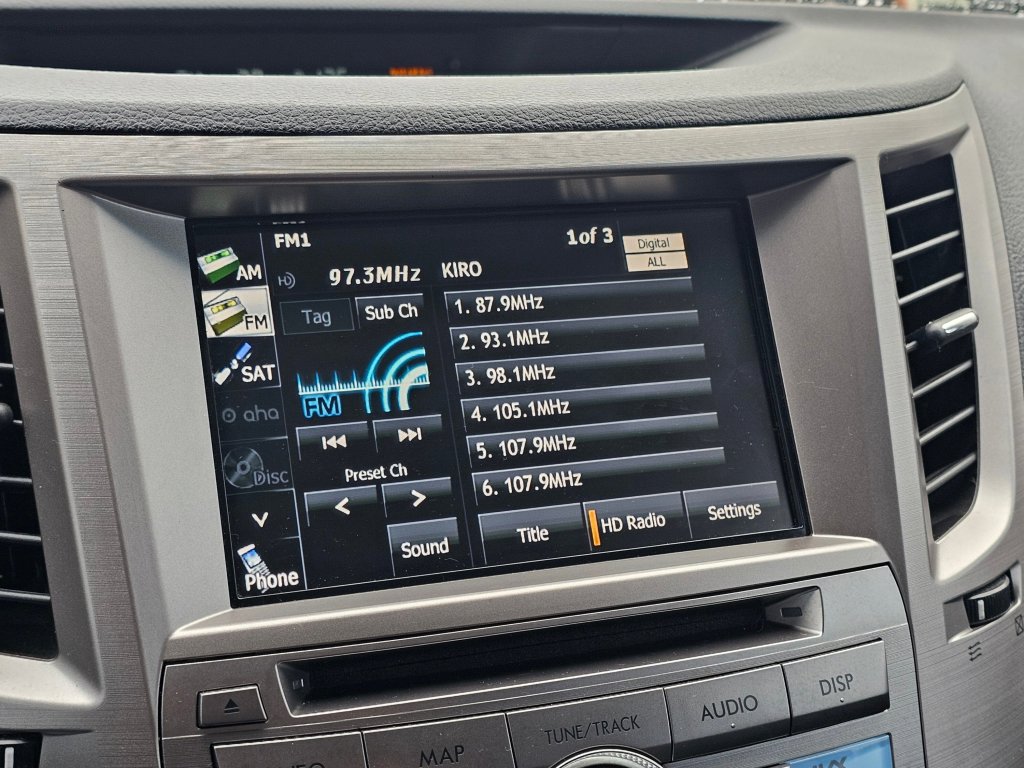 FM1
1 of 3
Digital
ALL
AM
97.3MHz
KIRO
FM
Tag
Sub Ch
SAT
FM
aha
Disc
Preset Ch
<
>
Phone
Sound
1. 87.9MHz
2. 93.1MHz
3. 98.1MHz
4. 105.1MHz
5. 107.9MHz
6. 107.9MHz
Title
HD Radio
Settings
MAP
TUNE/TRACK
AUDIO
DISP